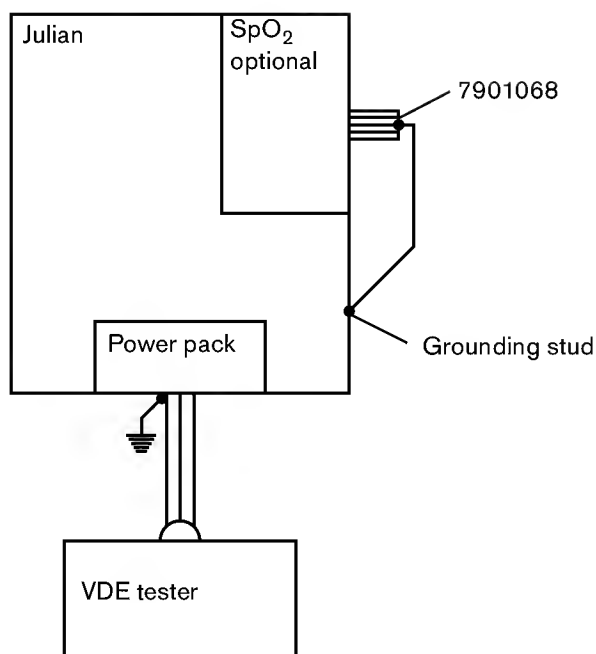 Julian
SpO₂
optional
7901068
Grounding stud
Power pack
VDE tester